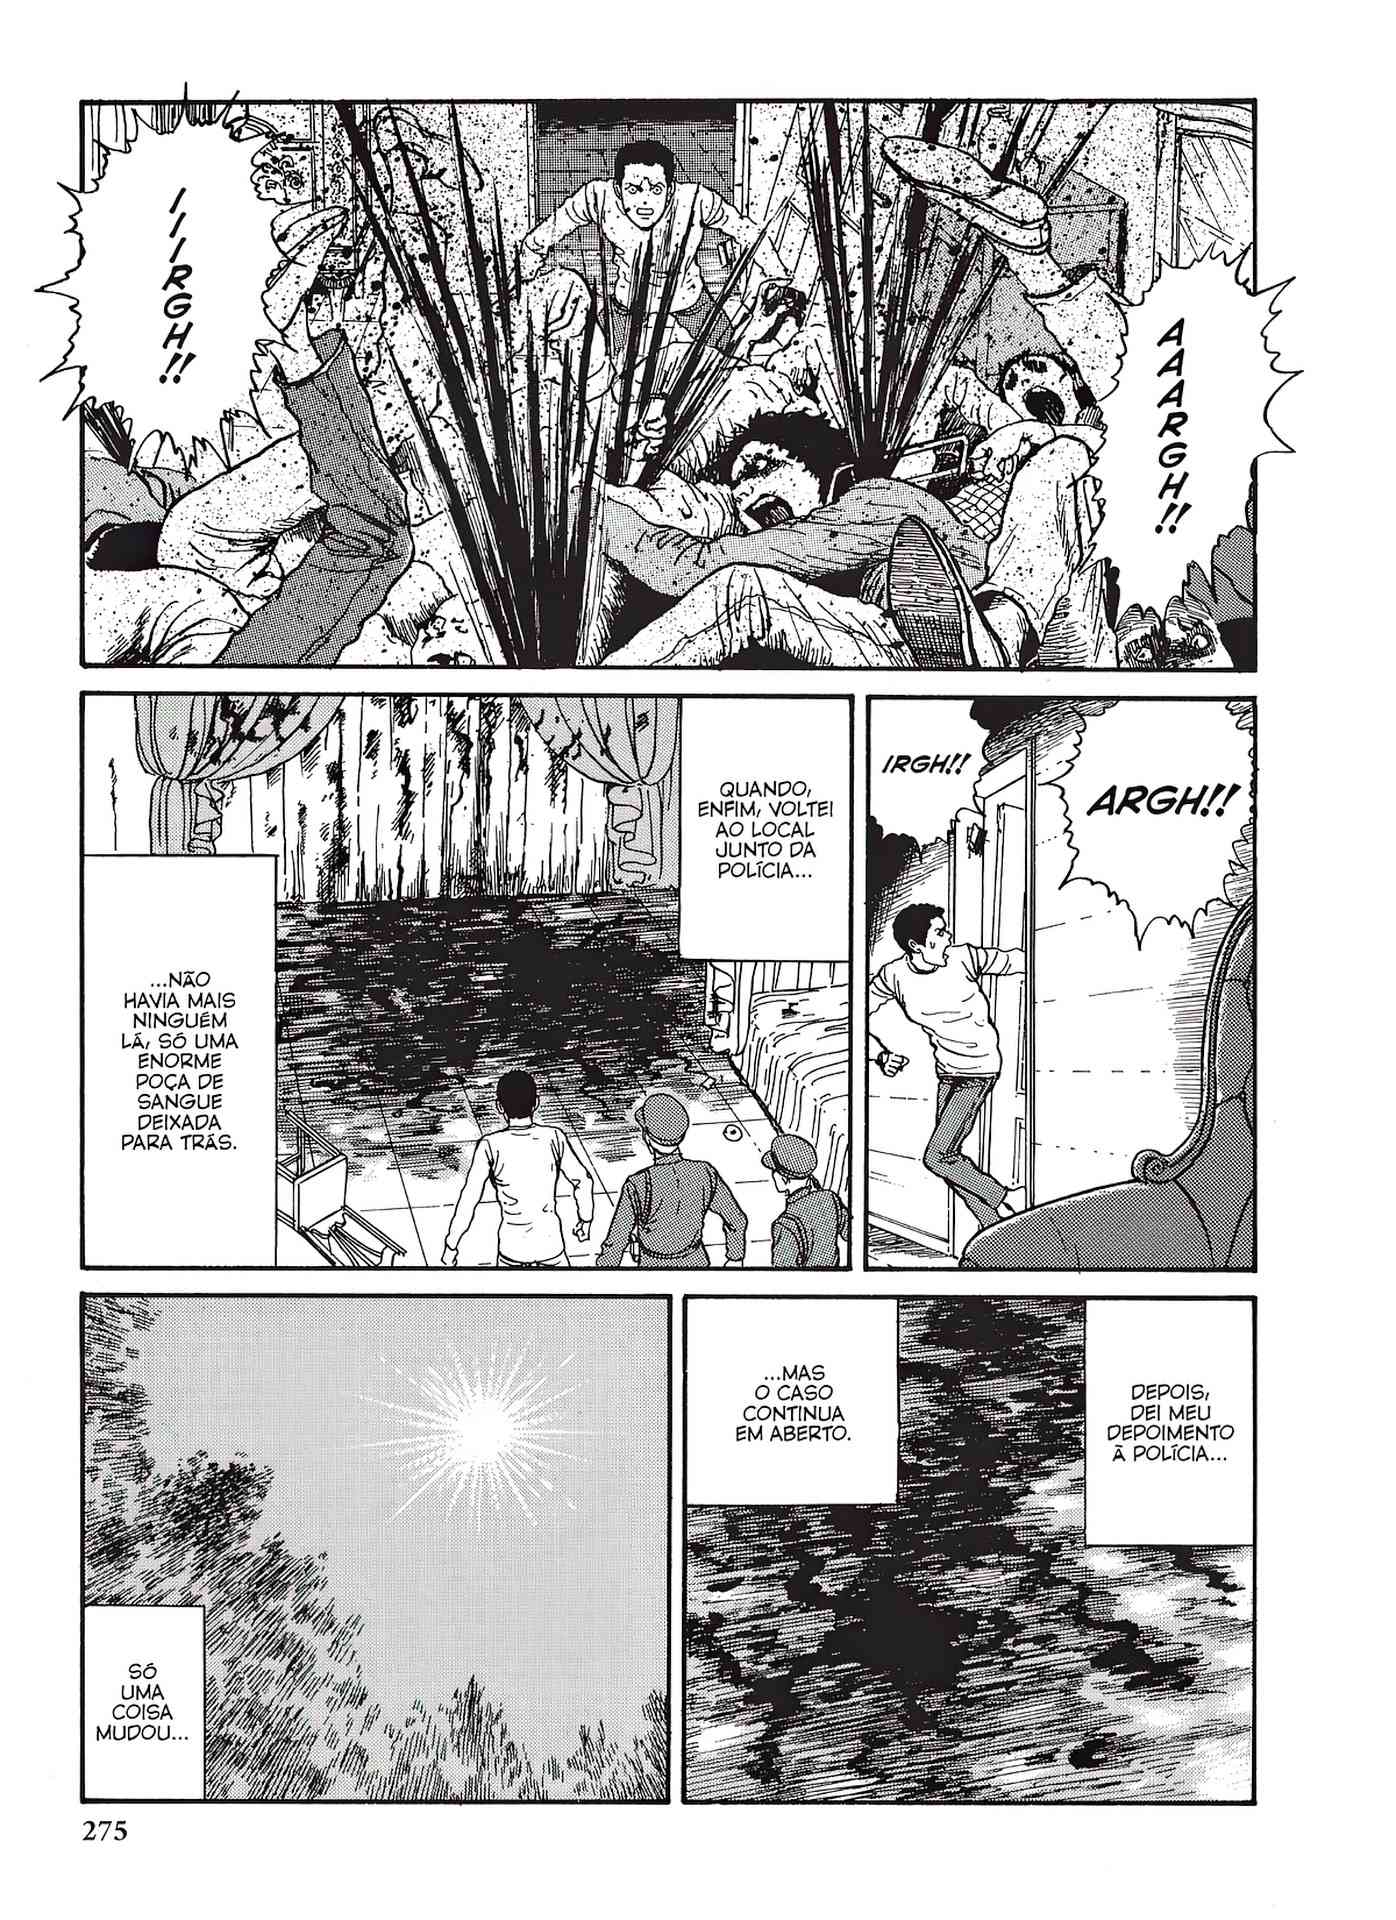 AAARGH!!
IIIRGH!!
ARGH!!
IRGH!!
QUANDO,
ENFIM, VOLTEI
AO LOCAL
JUNTO DA
POLÍCIA...
...NÃO
HAVIA MAIS
NINGUÉM
LÁ, SÓ UMA
ENORME
POÇA DE
SANGUE
DEIXADA
PARA TRÁS.
DEPOIS,
DEI MEU
DEPOIMENTO
À POLÍCIA...
...MAS
O CASO
CONTINUA
EM ABERTO.
SÓ
UMA
COISA
MUDOU...
275